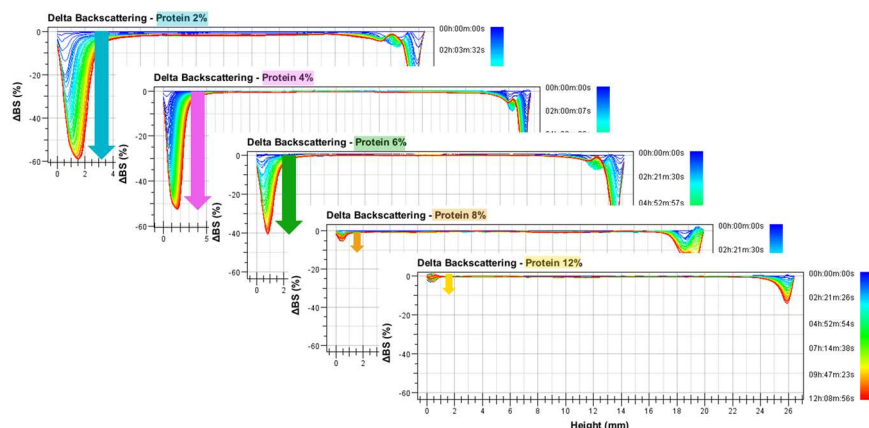 Delta Backscattering - Protein 2%
00h:00m:00s
02h:03m:32s
0
-20
-40
-60
ΔBS (%)
0 2 4
Delta Backscattering - Protein 4%
00h:00m:00s
02h:00m:07s
0
-20
-40
-60
ΔBS (%)
0 5
Delta Backscattering - Protein 6%
00h:00m:00s
02h:21m:30s
04h:52m:57s
0
-20
-40
-60
ΔBS (%)
0 2
Delta Backscattering - Protein 8%
00h:00m:00s
02h:21m:30s
0
-20
-40
-60
ΔBS (%)
0 2
Delta Backscattering - Protein 12%
00h:00m:00s
02h:21m:26s
04h:52m:54s
07h:14m:38s
09h:47m:23s
12h:08m:56s
0
-20
-40
-60
ΔBS (%)
0 2 4 6 8 10 12 14 16 18 20 22 24 26
Height (mm)